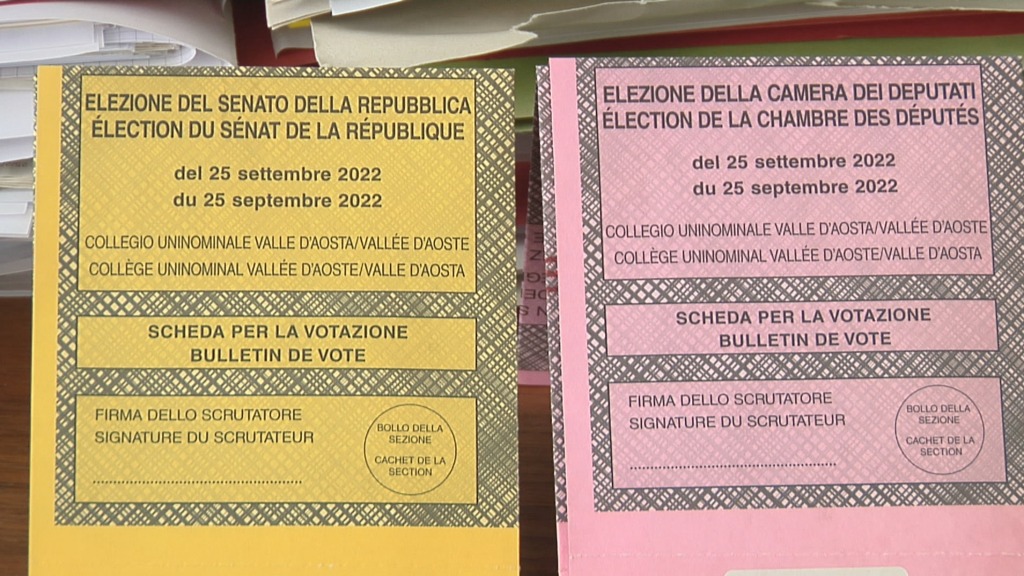 ELEZIONE DEL SENATO DELLA REPUBBLICA
ÉLECTION DU SÉNAT DE LA RÉPUBLIQUE
del 25 settembre 2022
du 25 septembre 2022
COLLEGIO UNINOMINALE VALLE D'AOSTA/VALLÉE D'AOSTE
COLLÈGE UNINOMINAL VALLÉE D'AOSTE/VALLE D'AOSTA
SCHEDA PER LA VOTAZIONE
BULLETIN DE VOTE
FIRMA DELLO SCRUTATORE
SIGNATURE DU SCRUTATEUR
BOLLO DELLA
SEZIONE
CACHET DE LA
SECTION
ELEZIONE DELLA CAMERA DEI DEPUTATI
ÉLECTION DE LA CHAMBRE DES DÉPUTÉS
del 25 settembre 2022
du 25 septembre 2022
COLLEGIO UNINOMINALE VALLE D'AOSTA/VALLÉE D'AOSTE
COLLÈGE UNINOMINAL VALLÉE D'AOSTE/VALLE D'AOSTA
SCHEDA PER LA VOTAZIONE
BULLETIN DE VOTE
FIRMA DELLO SCRUTATORE
SIGNATURE DU SCRUTATEUR
BOLLO DELLA
SEZIONE
CACHET DE LA
SECTION